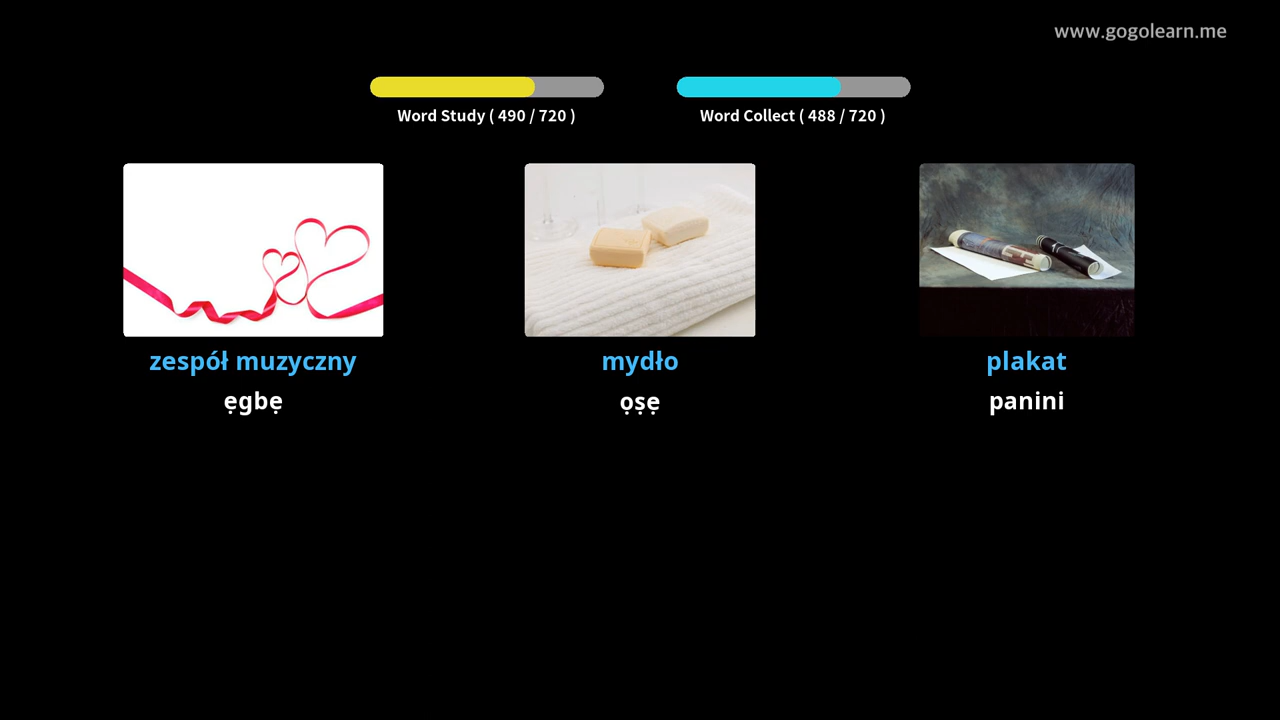 www.gogolearn.me
Word Study ( 490 / 720 )
Word Collect ( 488 / 720 )
zespół muzyczny
ẹgbẹ
mydło
ọṣẹ
plakat
panini